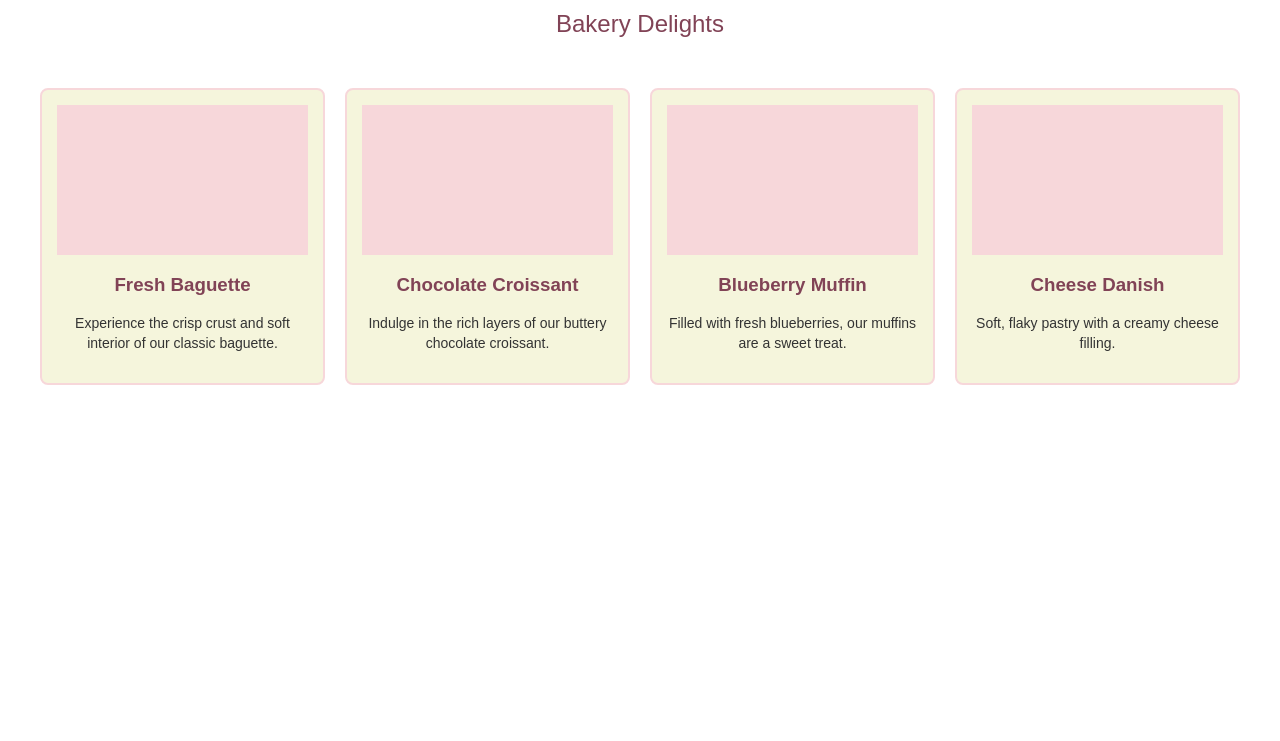 Bakery Delights
Fresh Baguette
Experience the crisp crust and soft
interior of our classic baguette.
Chocolate Croissant
Indulge in the rich layers of our buttery
chocolate croissant.
Blueberry Muffin
Filled with fresh blueberries, our muffins
are a sweet treat.
Cheese Danish
Soft, flaky pastry with a creamy cheese
filling.